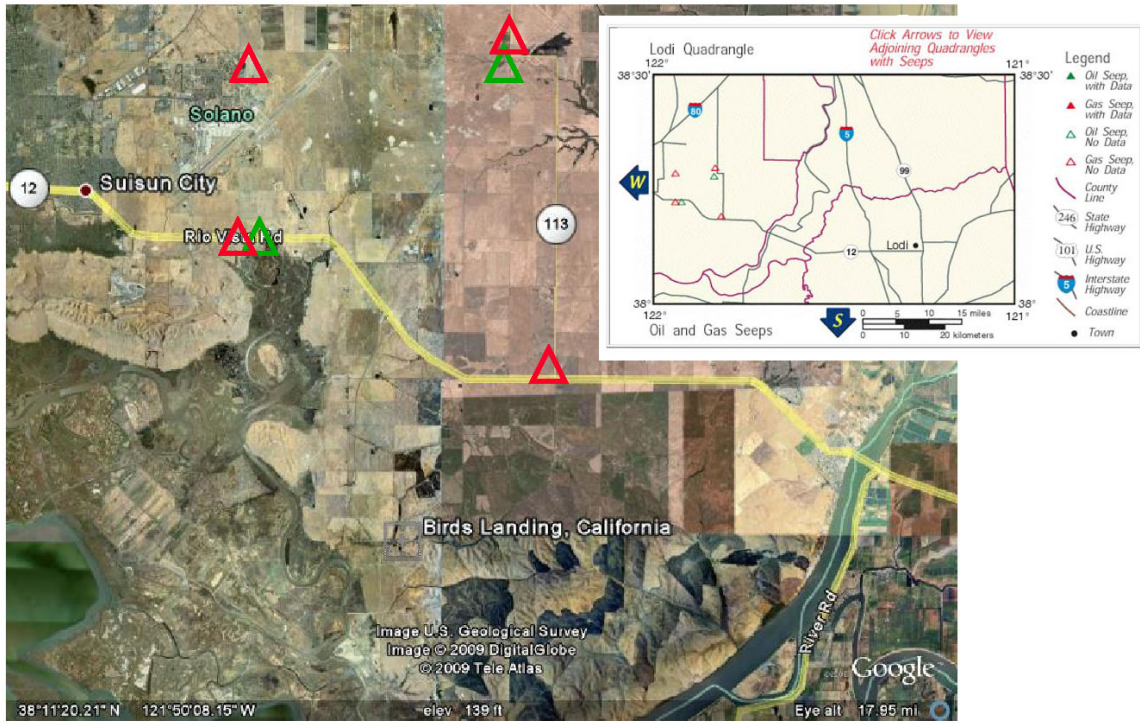 Solano
12
Suisun City
Rio Vista Rd
113
Birds Landing, California
River Rd
Image U.S. Geological Survey
Image © 2009 DigitalGlobe
© 2009 Tele Atlas
Google
38°11'20.21" N 121°50'08.15" W elev 139 ft Eye alt 17.95 mi
Click Arrows to View
Adjoining Quadrangles
with Seeps
Lodi Quadrangle
122° 121°
38°30' 38°30'
80
5
W
99
Lodi
12
38° 38°
122° 121°
Oil and Gas Seeps
S
0 5 10 15 miles
0 10 20 kilometers
Legend
Oil Seep,
with Data
Gas Seep,
with Data
Oil Seep,
No Data
Gas Seep,
No Data
County
Line
246 State
Highway
101 U.S.
Highway
5 Interstate
Highway
Coastline
Town